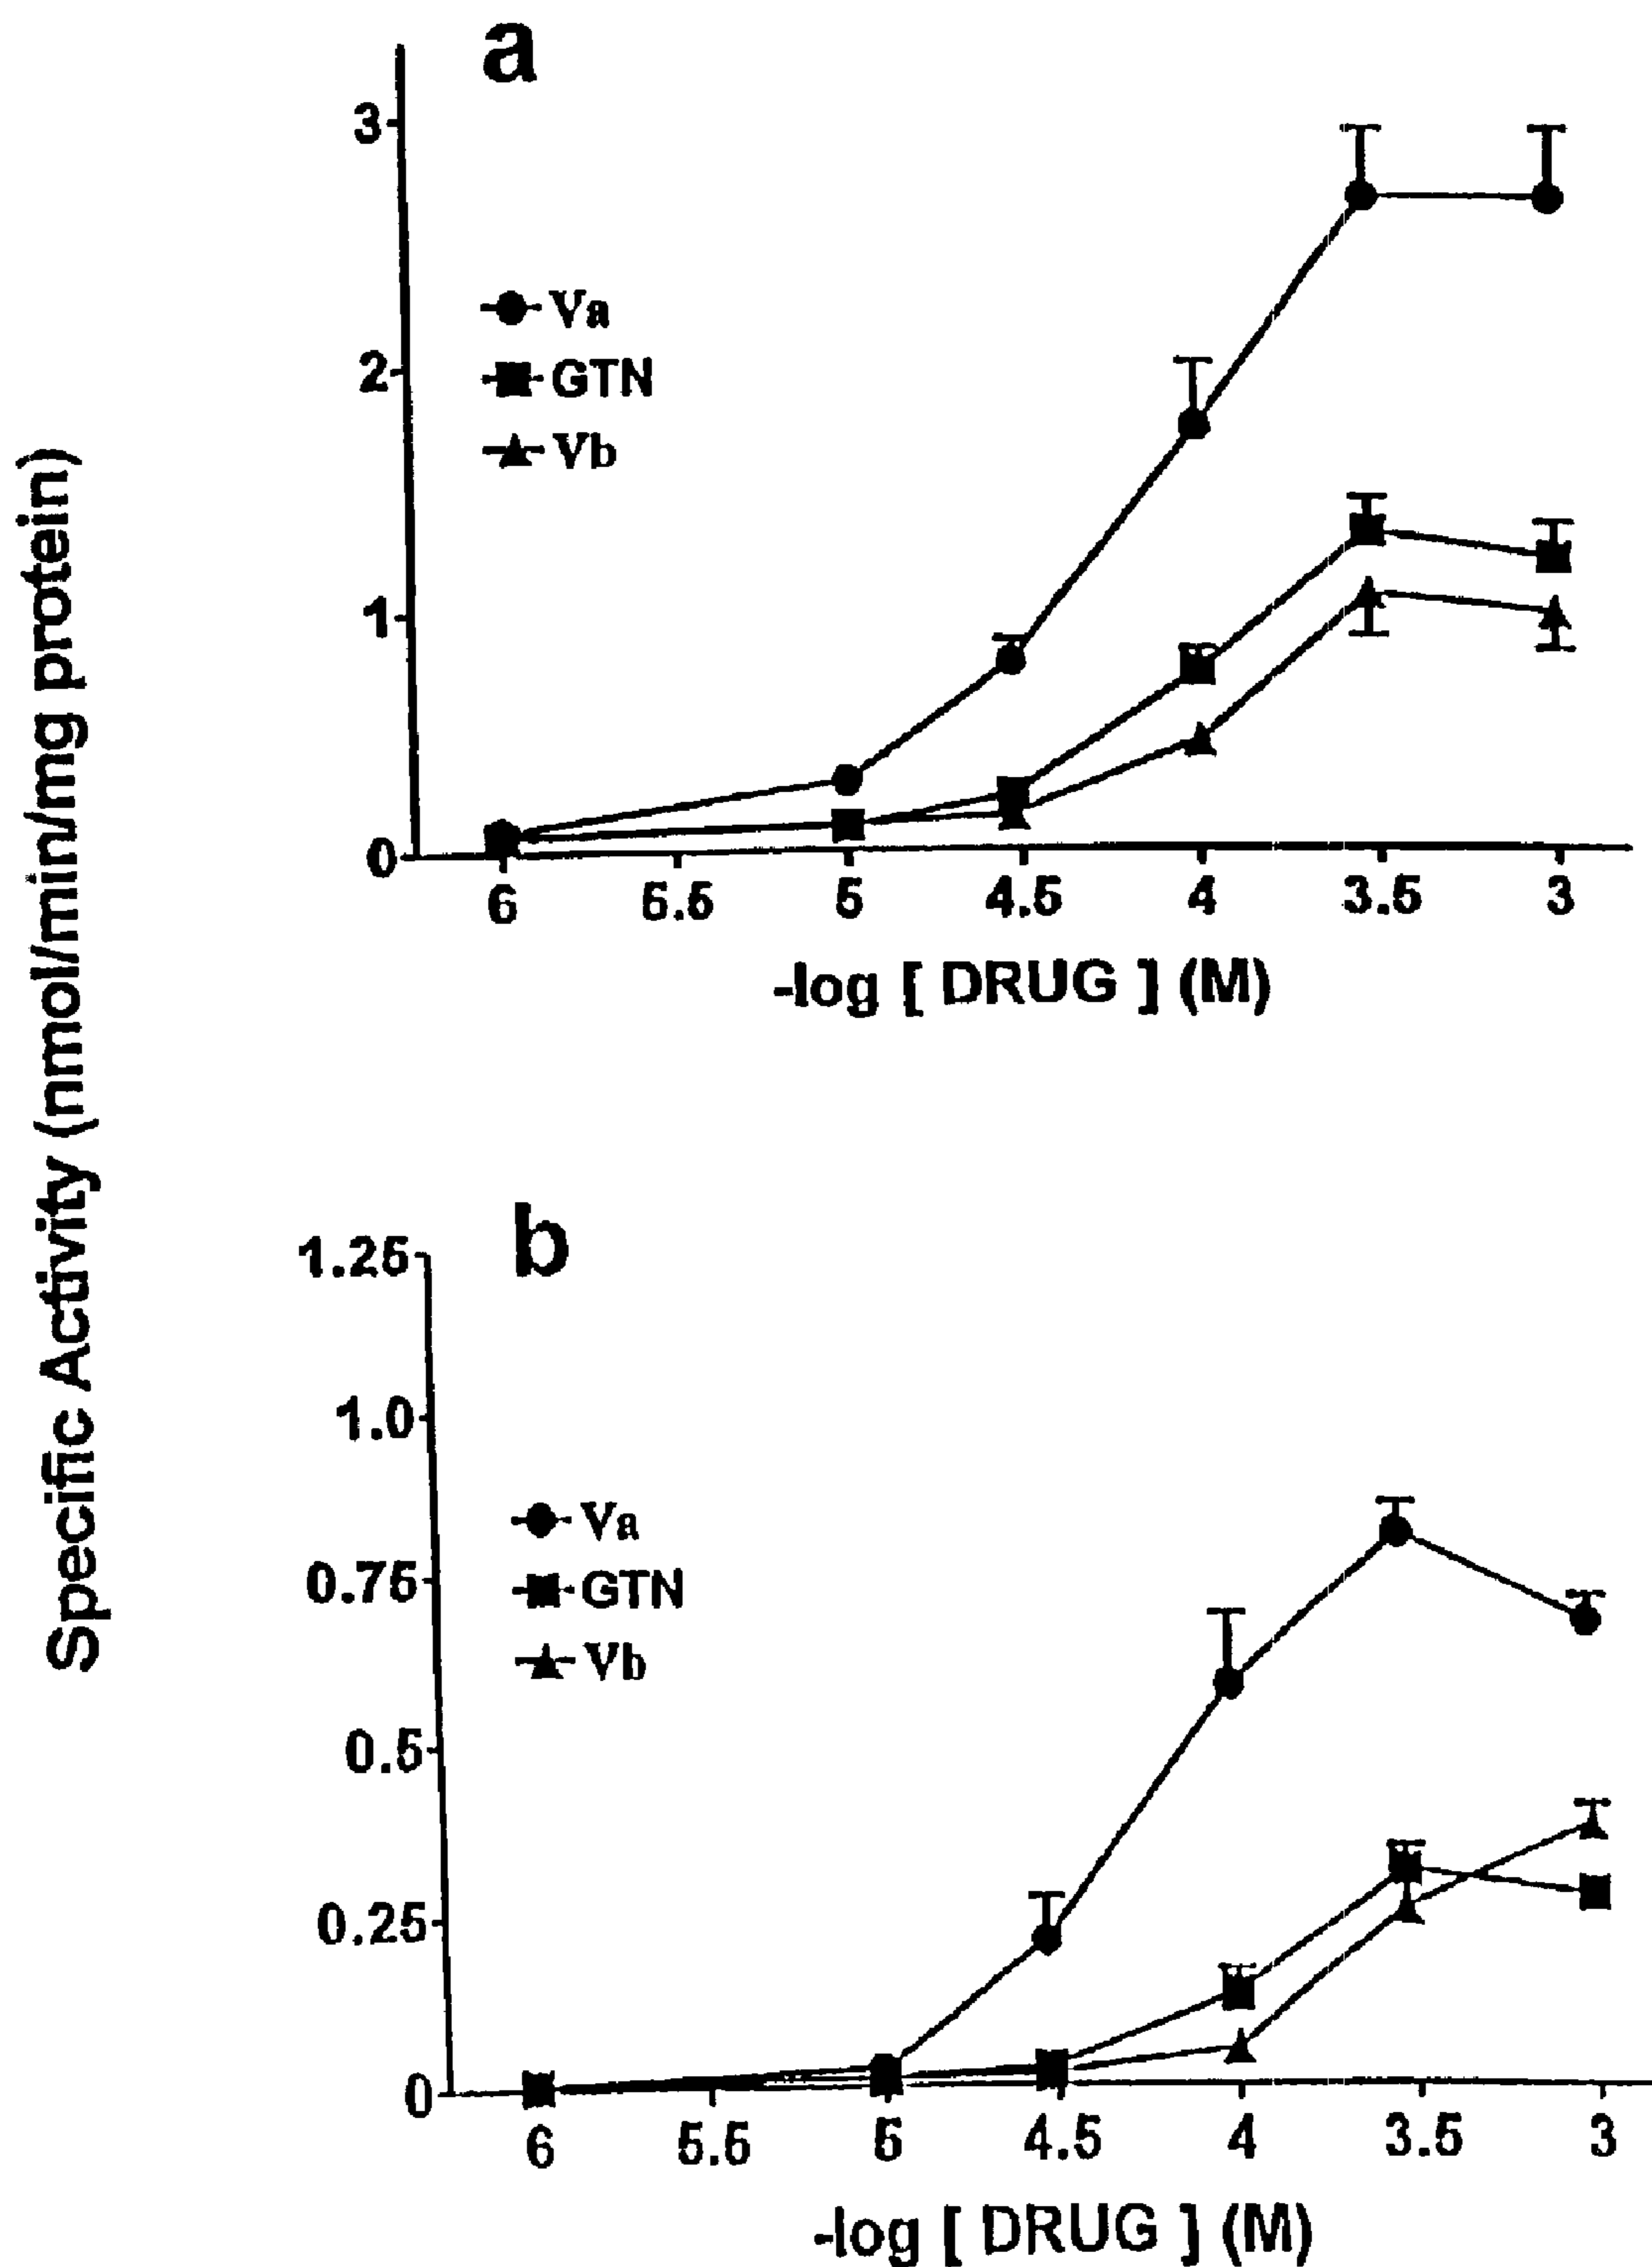 a
3
2
1
0
Va
GTN
Vb
6 5.5 5 4.5 4 3.5 3
-log [ DRUG ] (M)
Specific Activity (nmol/min/mg protein)
b
1.25
1.0
0.75
0.5
0.25
0
Va
GTN
Vb
6 5.5 5 4.5 4 3.5 3
-log [ DRUG ] (M)